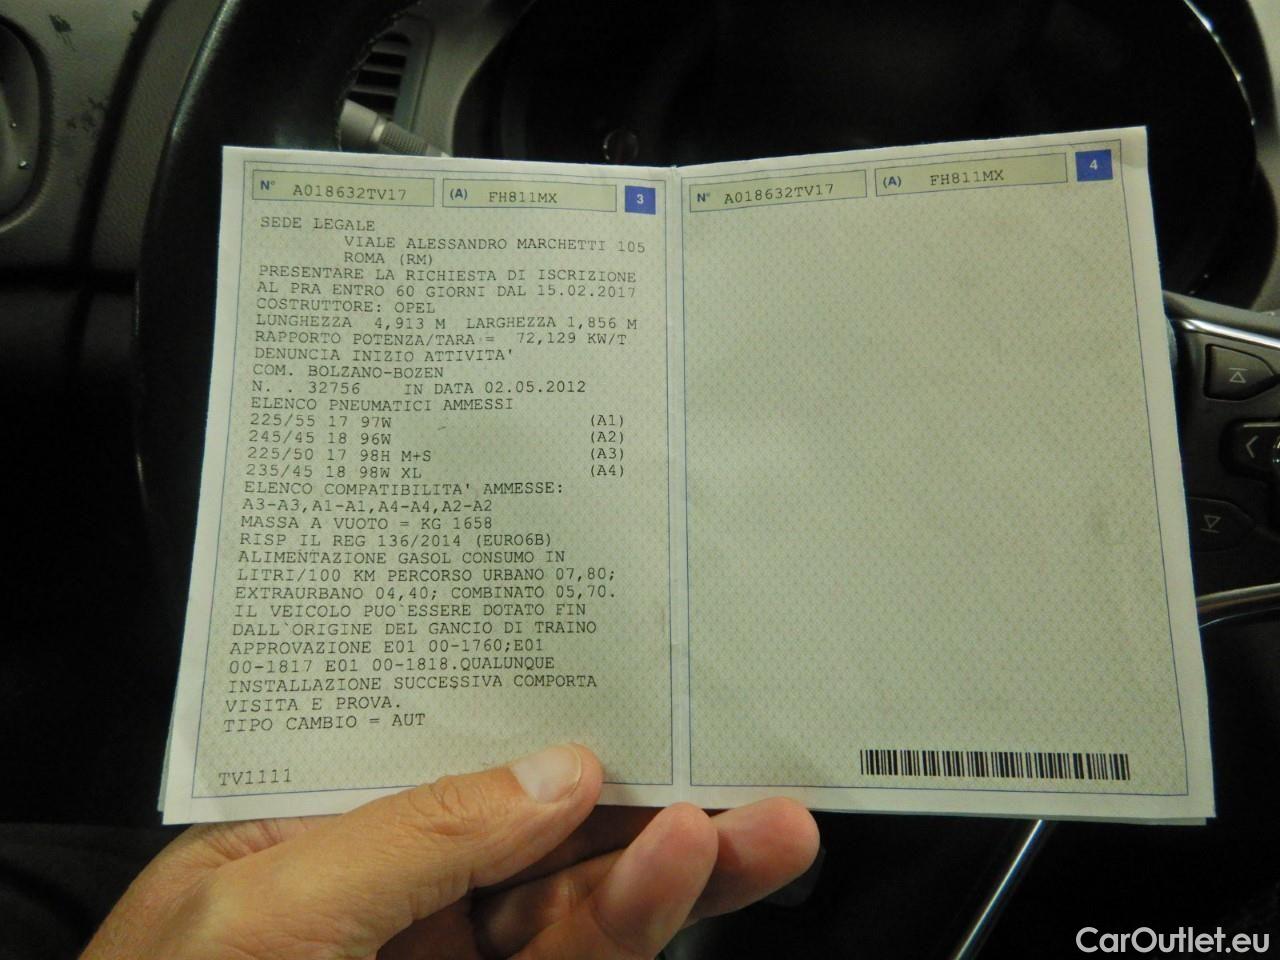 N° A018632TV17 (A) FH811MX 3
SEDE LEGALE
VIALE ALESSANDRO MARCHETTI 105
ROMA (RM)
PRESENTARE LA RICHIESTA DI ISCRIZIONE
AL PRA ENTRO 60 GIORNI DAL 15.02.2017
COSTRUTTORE: OPEL
LUNGHEZZA 4,913 M LARGHEZZA 1,856 M
RAPPORTO POTENZA/TARA = 72,129 KW/T
DENUNCIA INIZIO ATTIVITA'
COM. BOLZANO-BOZEN
N. . 32756 IN DATA 02.05.2012
ELENCO PNEUMATICI AMMESSI
225/55 17 97W (A1)
245/45 18 96W (A2)
225/50 17 98H M+S (A3)
235/45 18 98W XL (A4)
ELENCO COMPATIBILITA' AMMESSE:
A3-A3,A1-A1,A4-A4,A2-A2
MASSA A VUOTO = KG 1658
RISP IL REG 136/2014 (EURO6B)
ALIMENTAZIONE GASOL CONSUMO IN
LITRI/100 KM PERCORSO URBANO 07,80;
EXTRAURBANO 04,40; COMBINATO 05,70.
IL VEICOLO PUO`ESSERE DOTATO FIN
DALL`ORIGINE DEL GANCIO DI TRAINO
APPROVAZIONE E01 00-1760;E01
00-1817 E01 00-1818.QUALUNQUE
INSTALLAZIONE SUCCESSIVA COMPORTA
VISITA E PROVA.
TIPO CAMBIO = AUT
TV1111
N° A018632TV17 (A) FH811MX 4
CarOutlet.eu